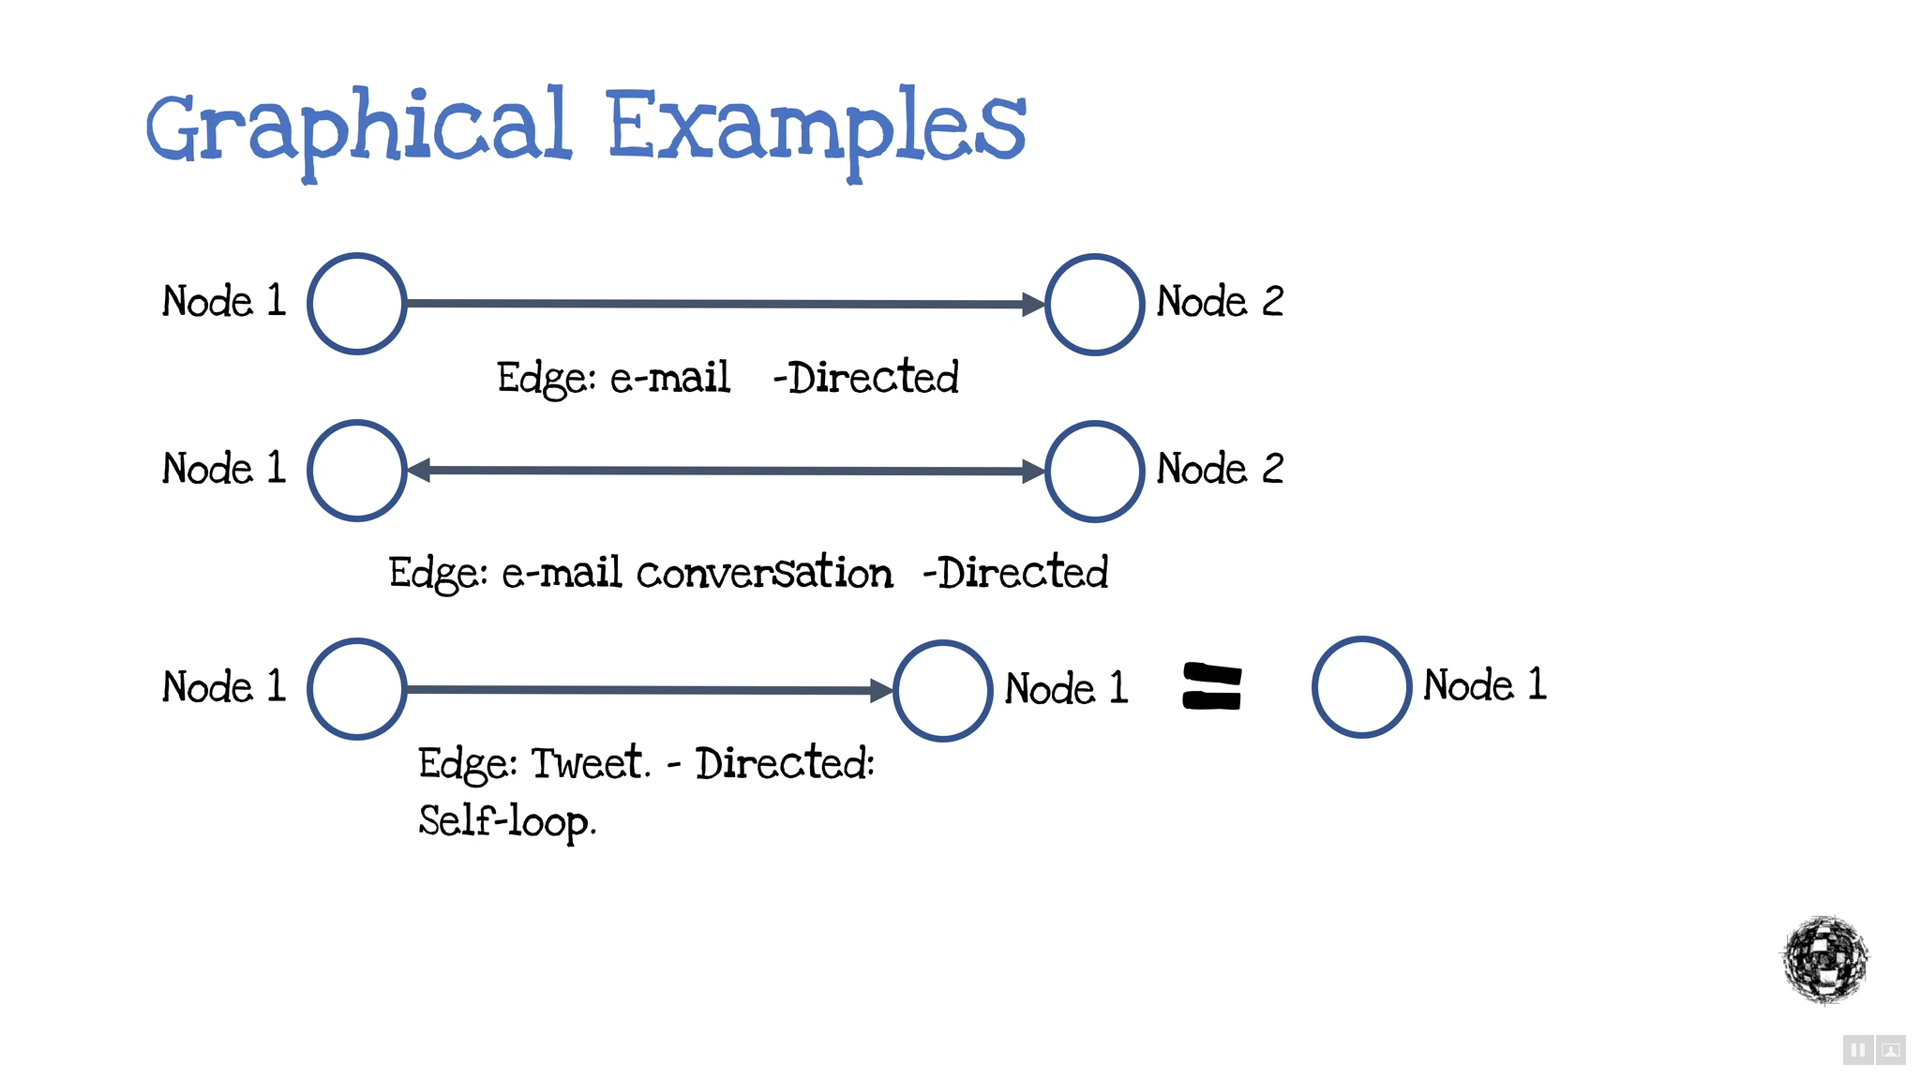 Graphical Examples
Node 1 Node 2
Edge: e-mail -Directed
Node 1 Node 2
Edge: e-mail conversation -Directed
Node 1 Node 1 = Node 1
Edge: Tweet. - Directed:
Self-loop.